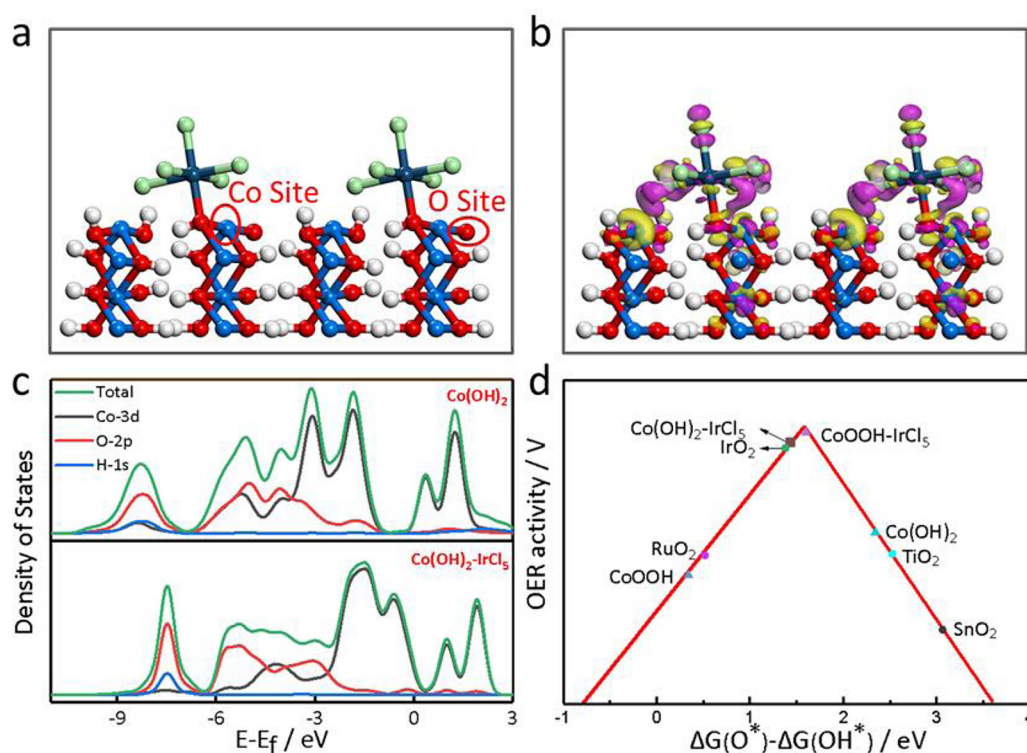 a
b
Co Site
O Site
c
Total
Co-3d
O-2p
H-1s
Co(OH)₂
Co(OH)₂-IrCl₅
Density of States
-9
-6
-3
0
3
E-E_f / eV
d
Co(OH)₂-IrCl₅
IrO₂
CoOOH-IrCl₅
RuO₂
CoOOH
Co(OH)₂
TiO₂
SnO₂
OER activity / V
-1
0
1
2
3
4
ΔG(O*)-ΔG(OH*) / eV